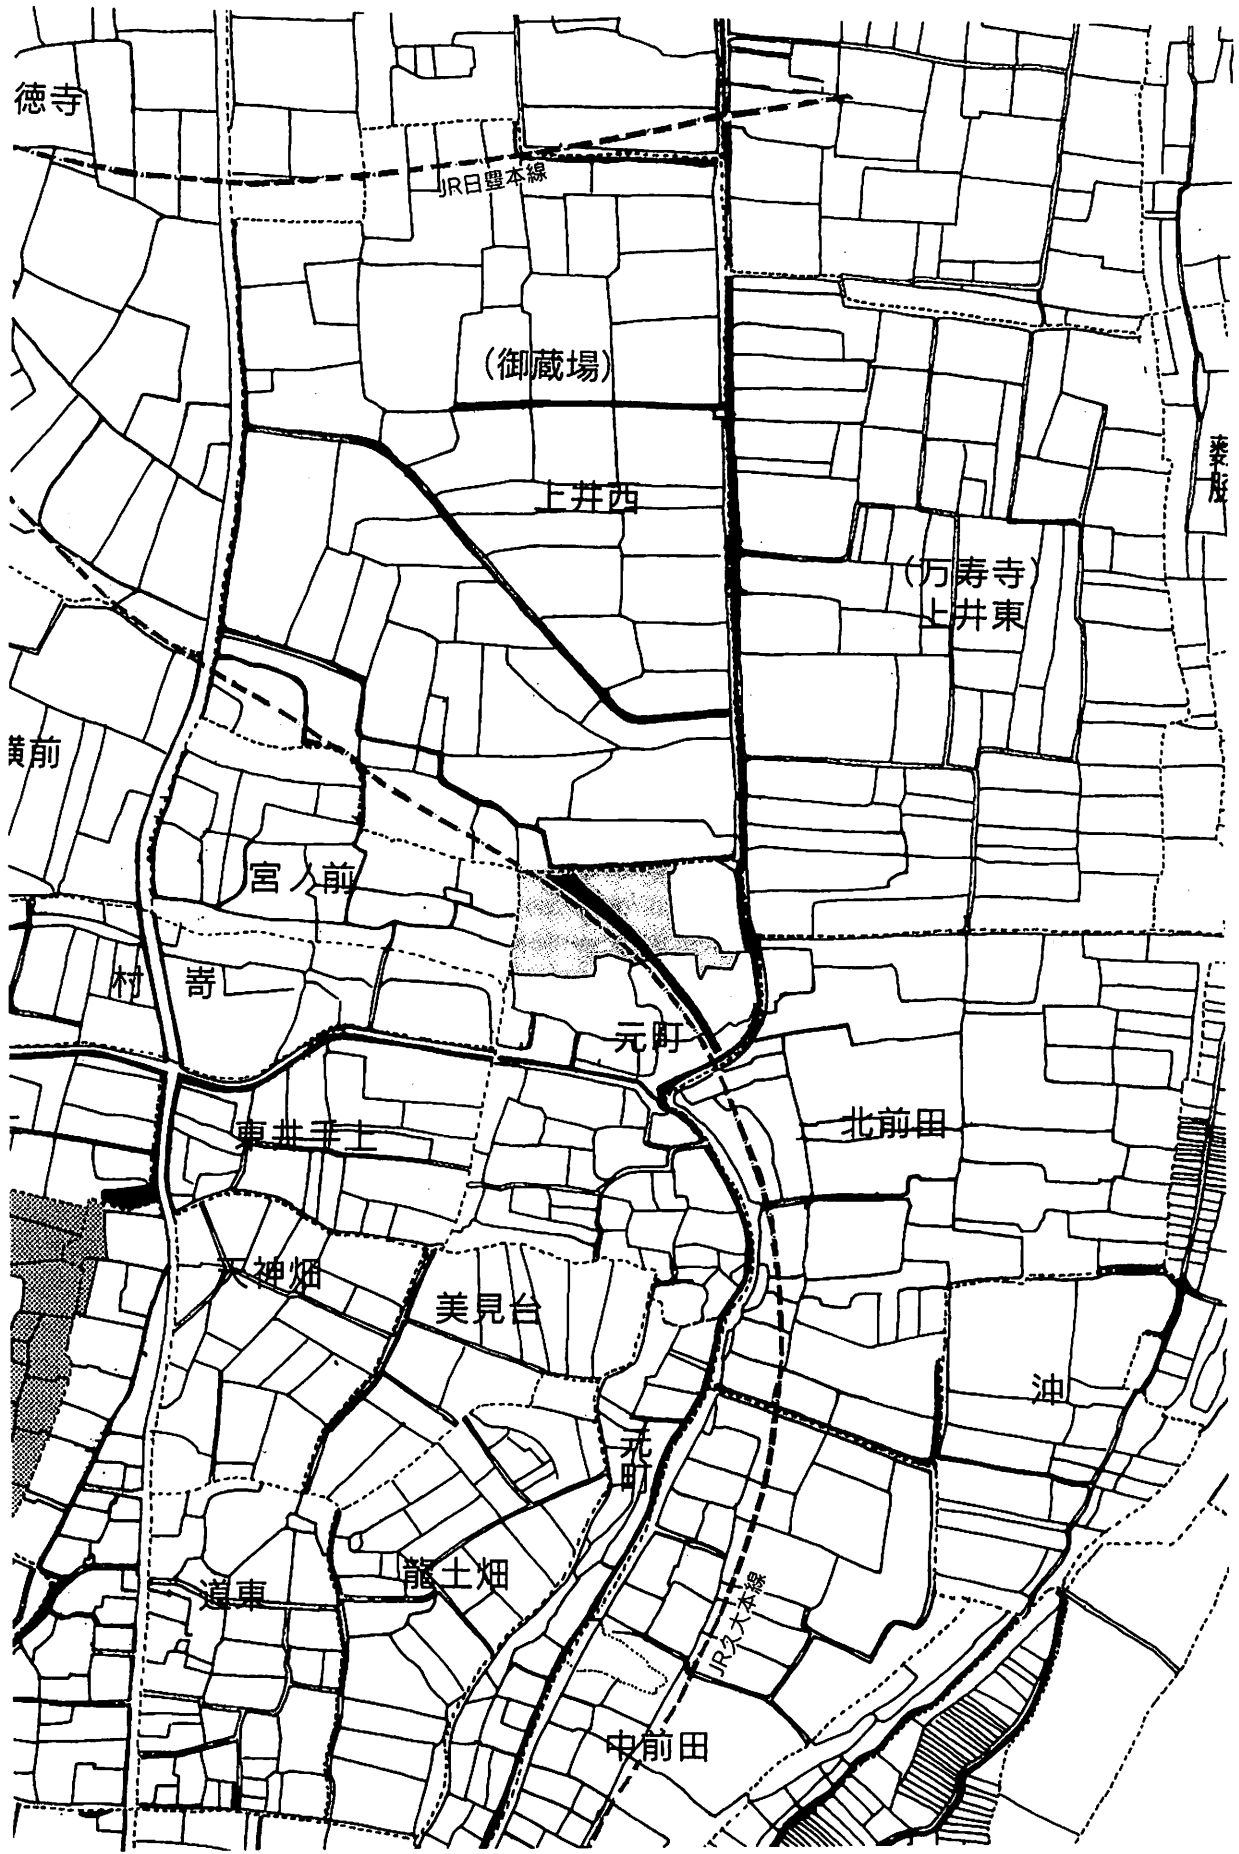 徳寺
JR日豊本線
(御蔵場)
上井西
(万寿寺)
上井東
横前
宮ノ前
村 嵜
元町
東井手上
北前田
天神畑
美見台
沖
元町
龍土畑
道東
JR久大本線
中前田